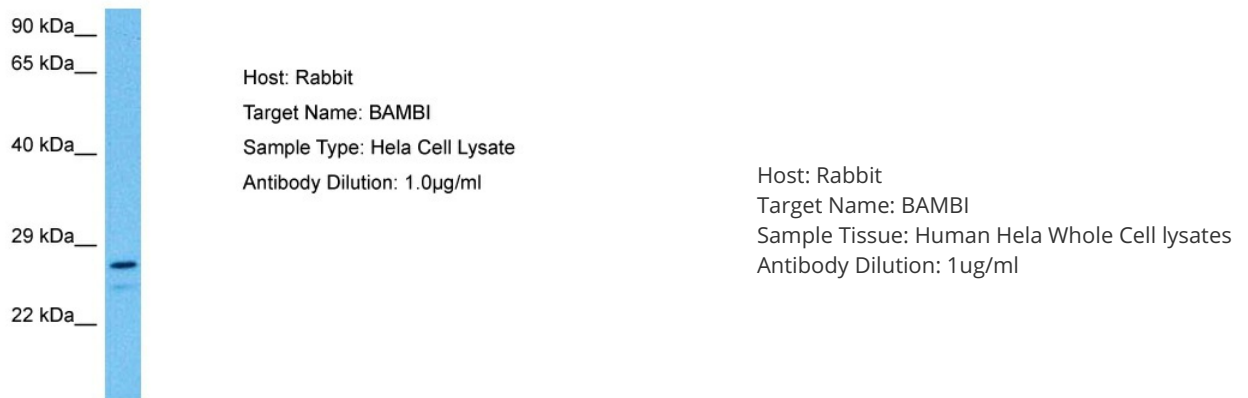 90 kDa__
65 kDa__
40 kDa__
29 kDa__
22 kDa__
Host: Rabbit
Target Name: BAMBI
Sample Type: Hela Cell Lysate
Antibody Dilution: 1.0µg/ml
Host: Rabbit
Target Name: BAMBI
Sample Tissue: Human Hela Whole Cell lysates
Antibody Dilution: 1ug/ml